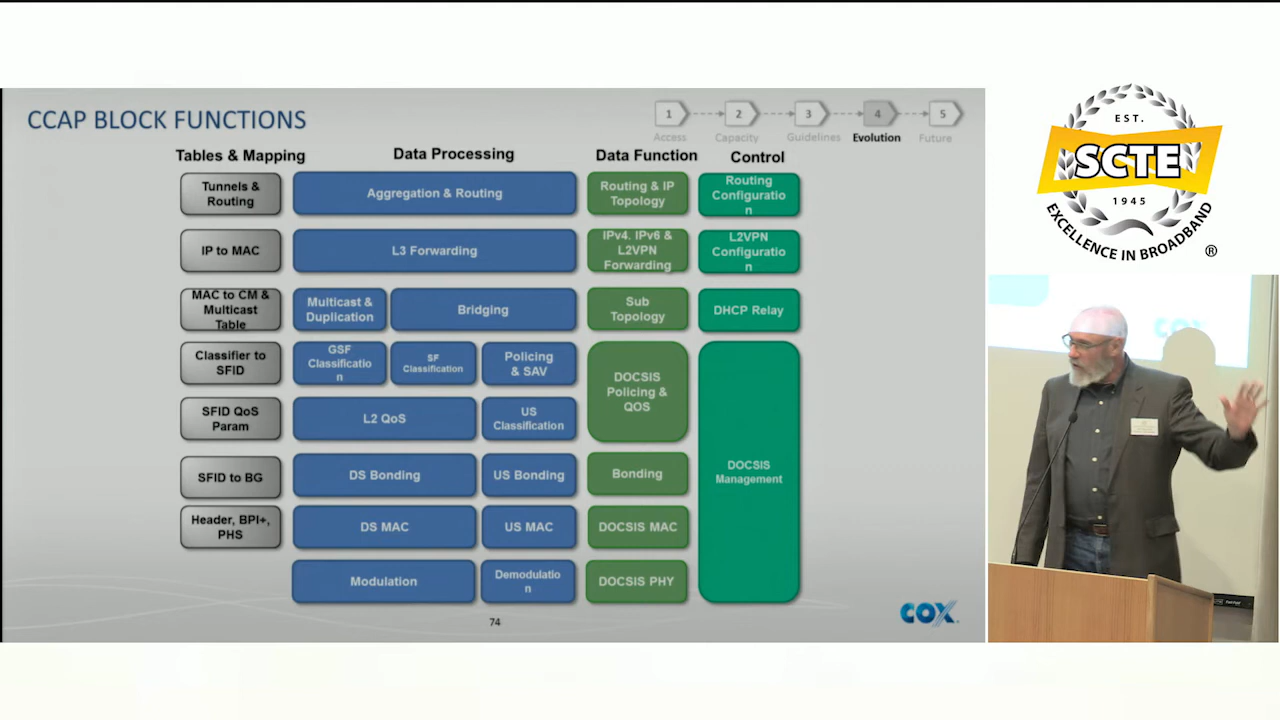 CCAP BLOCK FUNCTIONS
1
2
3
4
5
Access
Capacity
Guidelines
Evolution
Future
Tables & Mapping
Data Processing
Data Function
Control
Tunnels &
Routing
Aggregation & Routing
Routing & IP
Topology
Routing
Configuratio
n
IP to MAC
L3 Forwarding
IPv4. IPv6 &
L2VPN
Forwarding
L2VPN
Configuratio
n
MAC to CM &
Multicast
Table
Multicast &
Duplication
Bridging
Sub
Topology
DHCP Relay
Classifier to
SFID
GSF
Classificatio
n
SF
Classification
Policing
& SAV
DOCSIS
Policing &
QOS
DOCSIS
Management
SFID QoS
Param
L2 QoS
US
Classification
SFID to BG
DS Bonding
US Bonding
Bonding
Header, BPI+,
PHS
DS MAC
US MAC
DOCSIS MAC
Modulation
Demodulatio
n
DOCSIS PHY
74
COX
EST.
SCTE
1945
EXCELLENCE IN BROADBAND
®